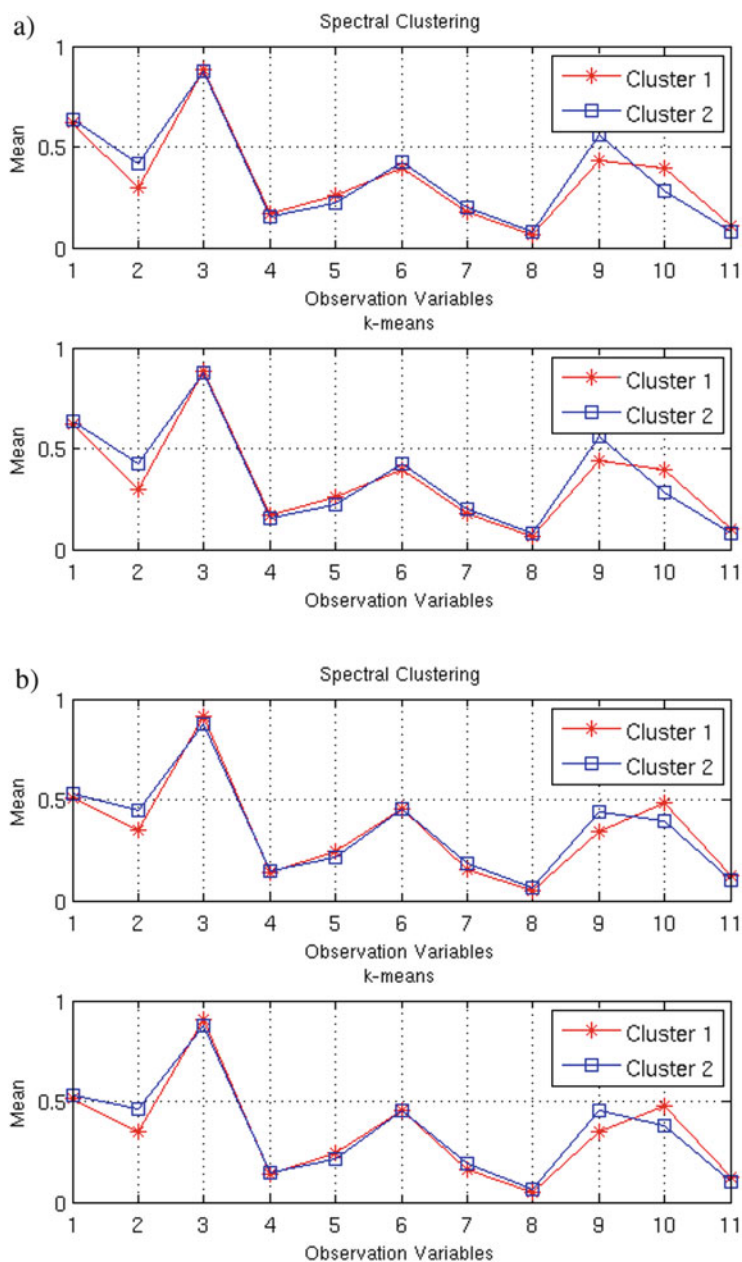 a)
Spectral Clustering
1
0.5
0
Mean
Cluster 1
Cluster 2
1 2 3 4 5 6 7 8 9 10 11
Observation Variables
k-means
1
0.5
0
Mean
Cluster 1
Cluster 2
1 2 3 4 5 6 7 8 9 10 11
Observation Variables
b)
Spectral Clustering
1
0.5
0
Mean
Cluster 1
Cluster 2
1 2 3 4 5 6 7 8 9 10 11
Observation Variables
k-means
1
0.5
0
Mean
Cluster 1
Cluster 2
1 2 3 4 5 6 7 8 9 10 11
Observation Variables